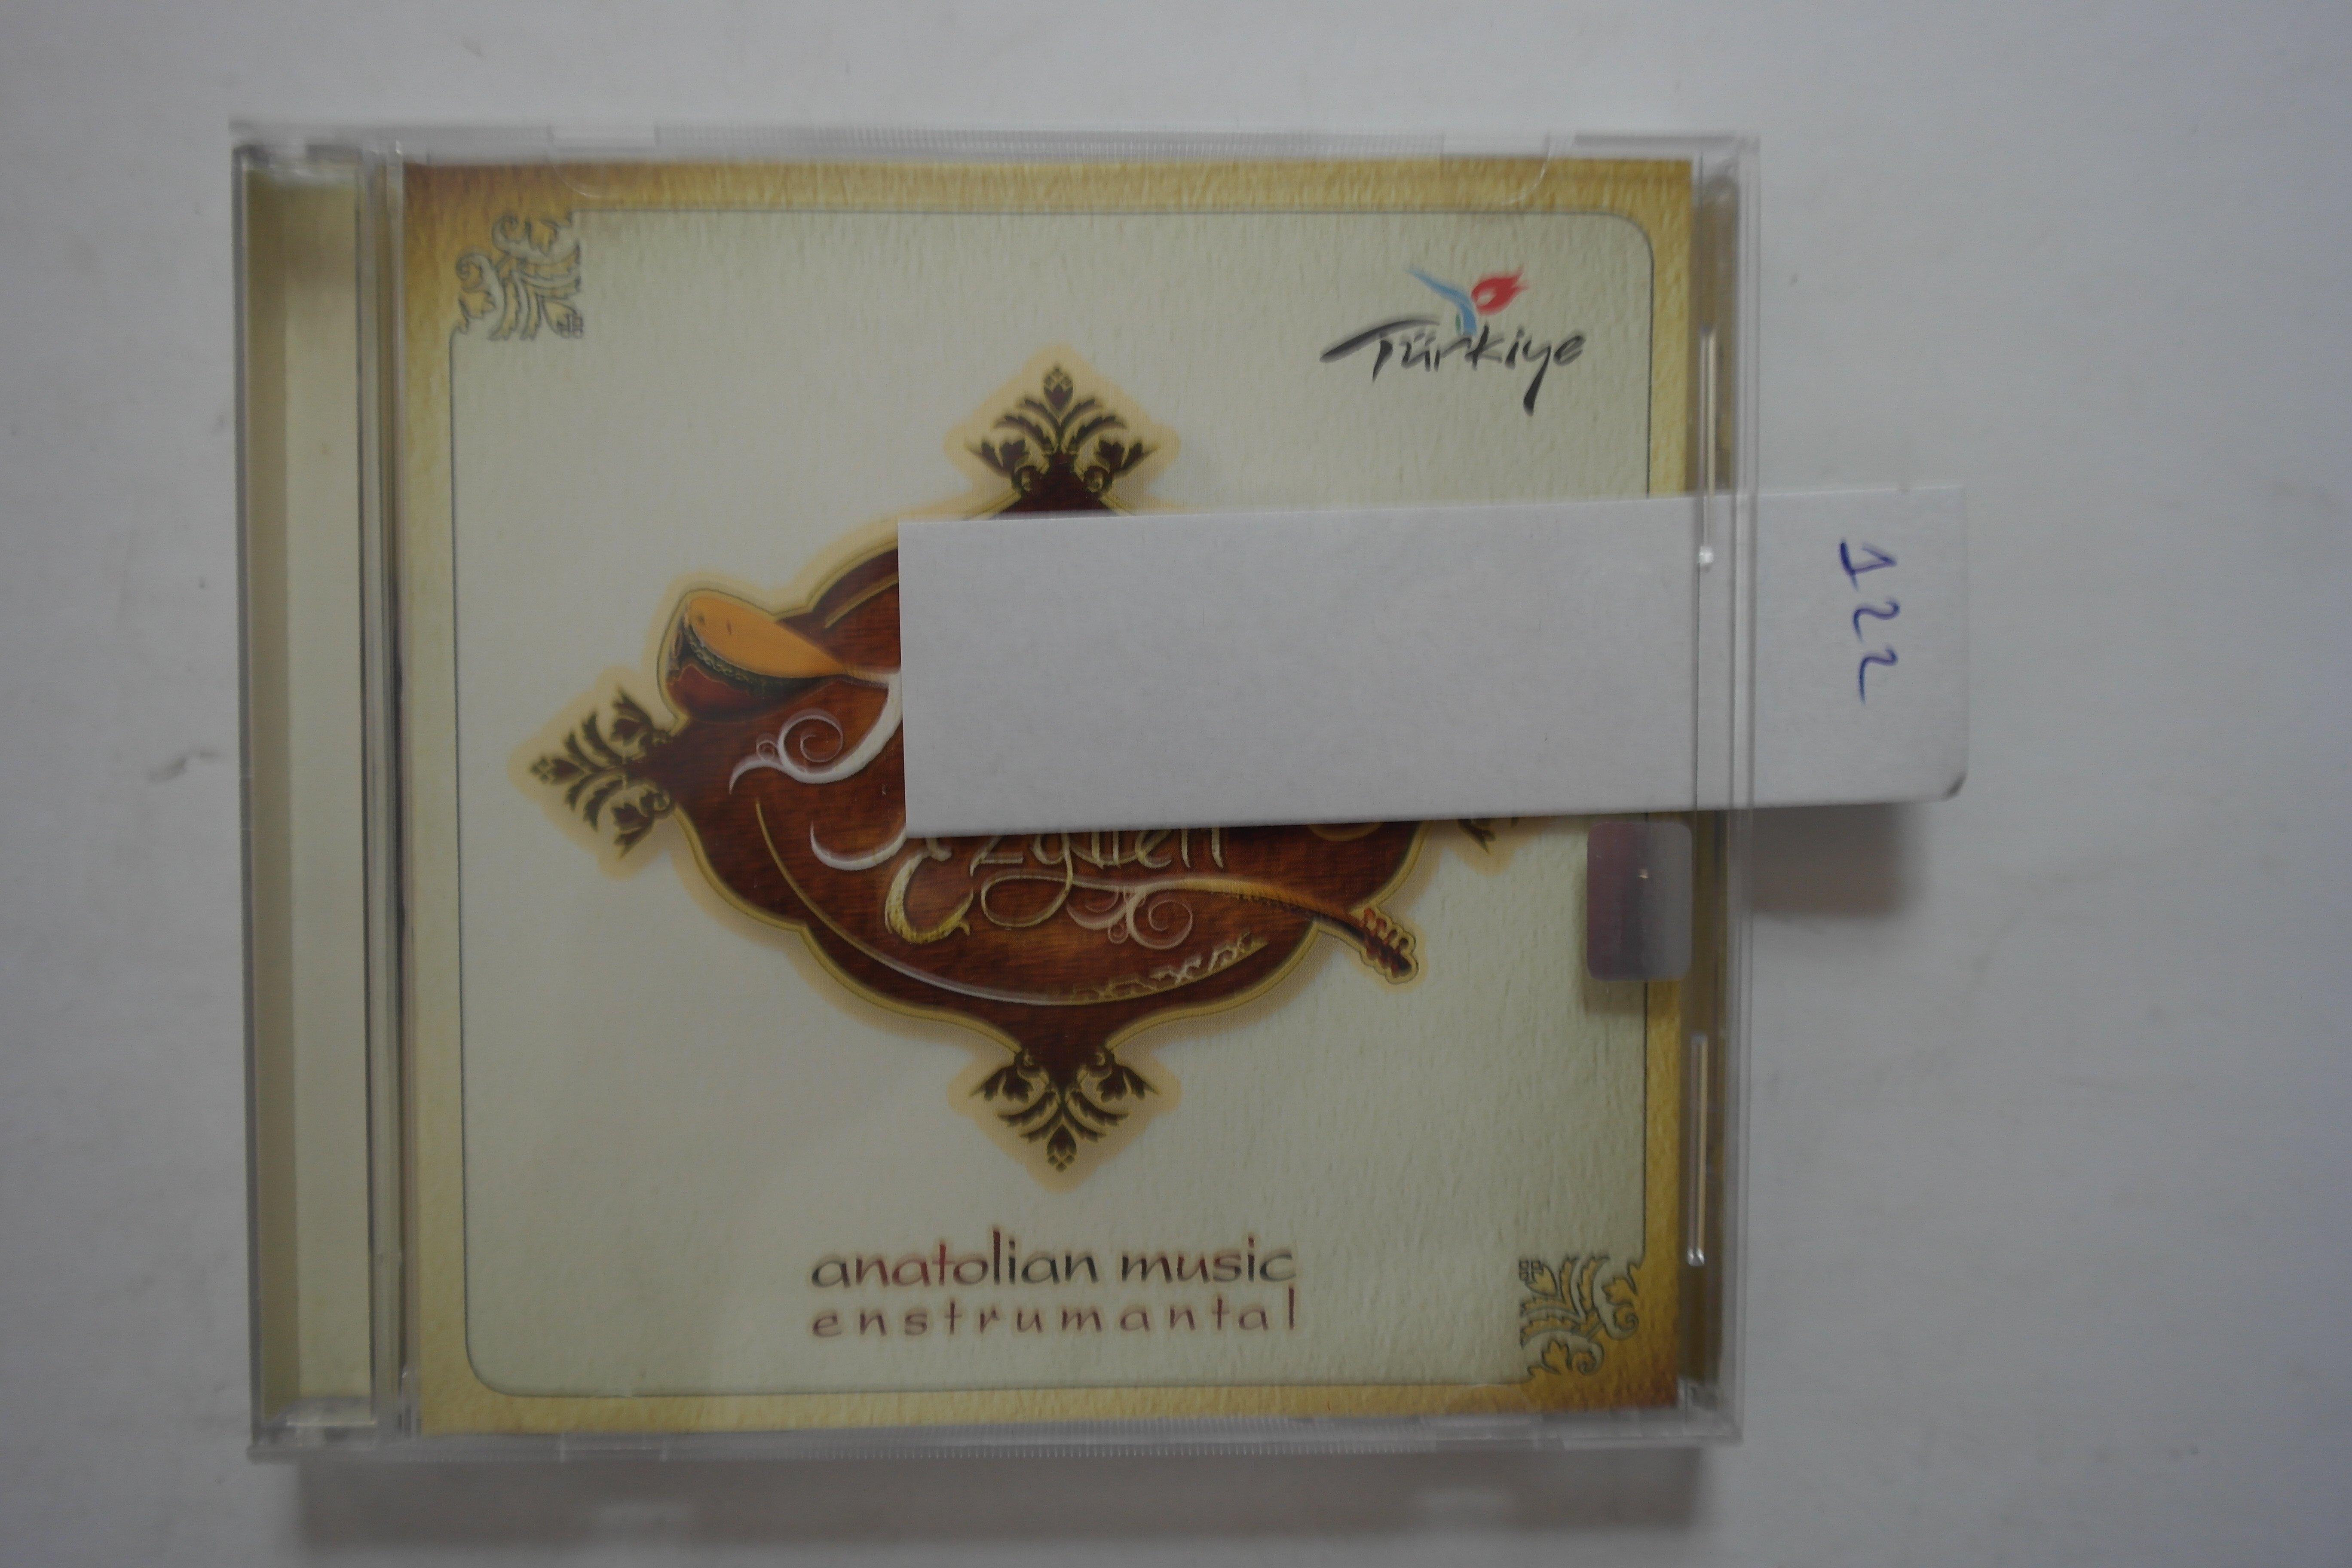 Türkiye
122
anatolian music
enstrumantal